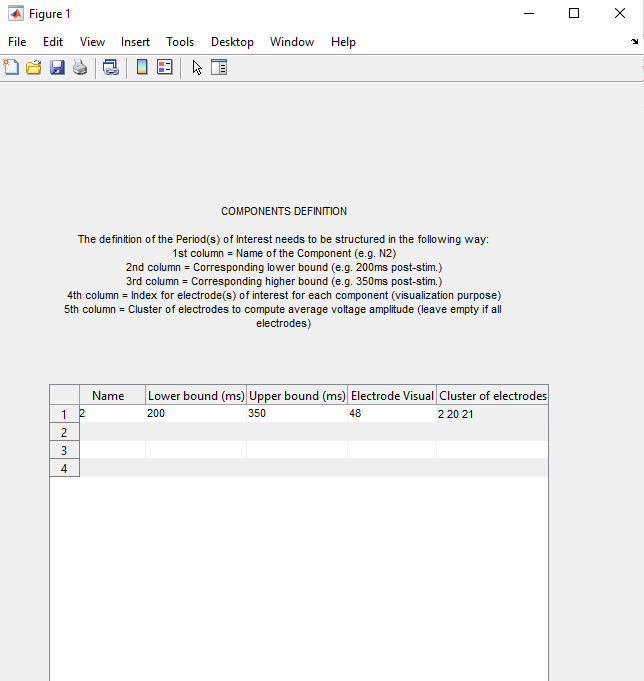 Figure 1
File Edit View Insert Tools Desktop Window Help
COMPONENTS DEFINITION
The definition of the Period(s) of Interest needs to be structured in the following way:
1st column = Name of the Component (e.g. N2)
2nd column = Corresponding lower bound (e.g. 200ms post-stim.)
3rd column = Corresponding higher bound (e.g. 350ms post-stim.)
4th column = Index for electrode(s) of interest for each component (visualization purpose)
5th column = Cluster of electrodes to compute average voltage amplitude (leave empty if all
electrodes)
Name Lower bound (ms) Upper bound (ms) Electrode Visual Cluster of electrodes
1 2 200 350 48 2 20 21
2
3
4